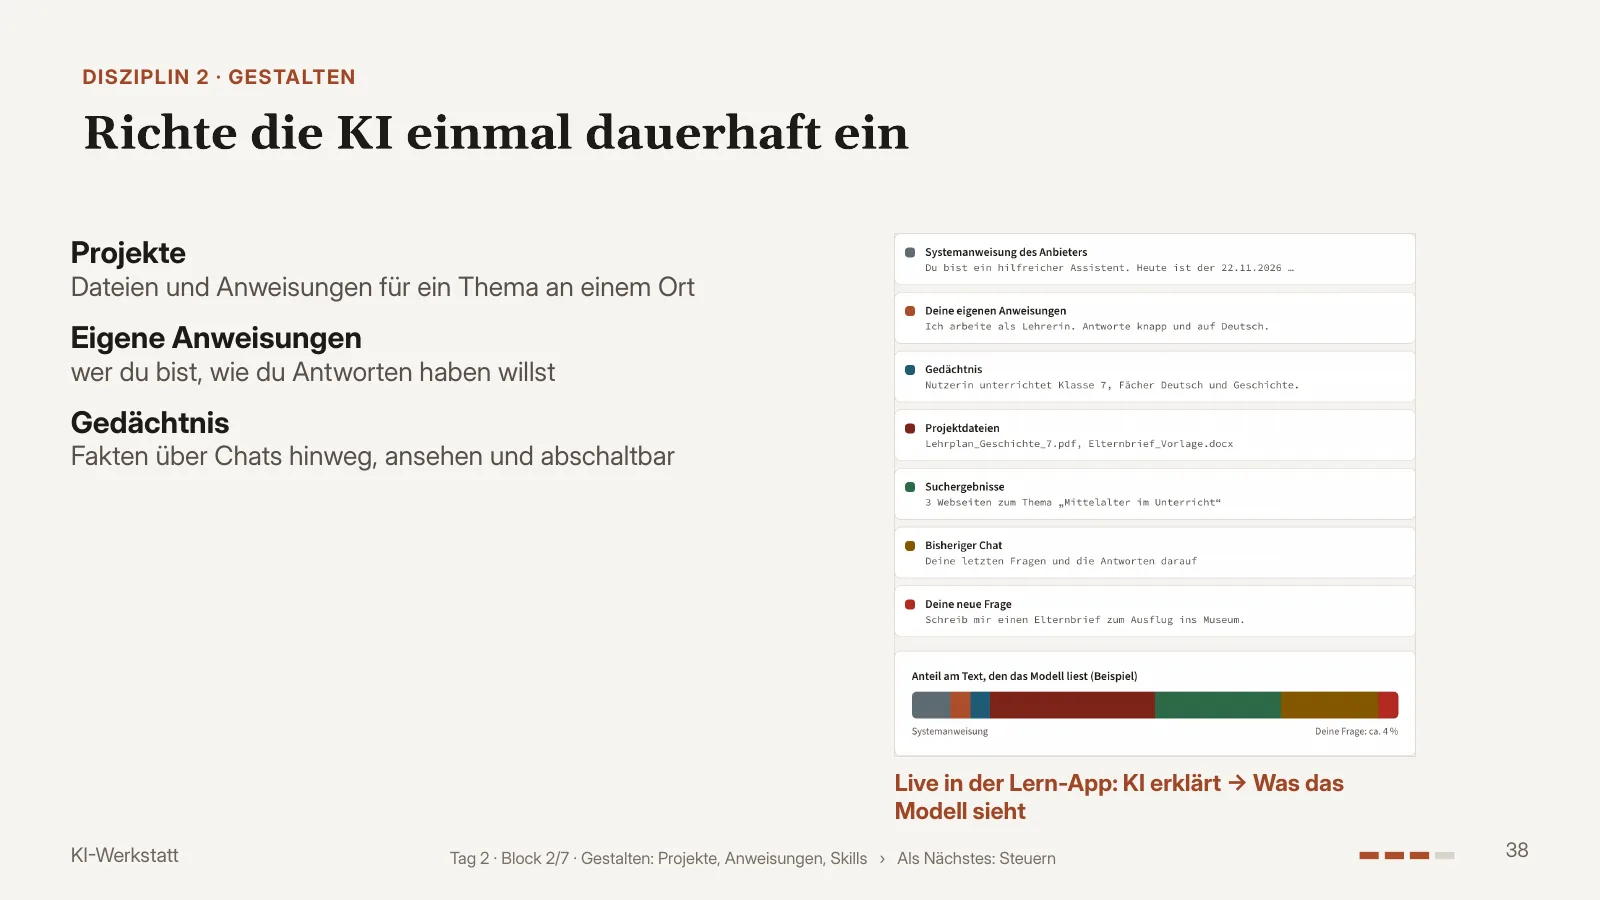 DISZIPLIN 2 · GESTALTEN
Richte die KI einmal dauerhaft ein
Projekte
Dateien und Anweisungen für ein Thema an einem Ort
Eigene Anweisungen
wer du bist, wie du Antworten haben willst
Gedächtnis
Fakten über Chats hinweg, ansehen und abschaltbar
Systemanweisung des Anbieters
Du bist ein hilfreicher Assistent. Heute ist der 22.11.2026 …
Deine eigenen Anweisungen
Ich arbeite als Lehrerin. Antworte knapp und auf Deutsch.
Gedächtnis
Nutzerin unterrichtet Klasse 7, Fächer Deutsch und Geschichte.
Projektdateien
Lehrplan_Geschichte_7.pdf, Elternbrief_Vorlage.docx
Suchergebnisse
3 Webseiten zum Thema „Mittelalter im Unterricht“
Bisheriger Chat
Deine letzten Fragen und die Antworten darauf
Deine neue Frage
Schreib mir einen Elternbrief zum Ausflug ins Museum.
Anteil am Text, den das Modell liest (Beispiel)
Systemanweisung
Deine Frage: ca. 4 %
Live in der Lern-App: KI erklärt → Was das
Modell sieht
KI-Werkstatt
Tag 2 · Block 2/7 · Gestalten: Projekte, Anweisungen, Skills › Als Nächstes: Steuern
38